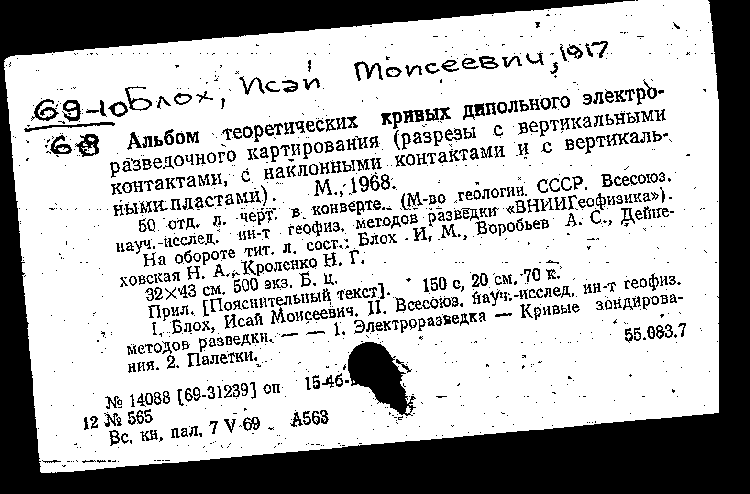 Блох, Исай Моисеевич, 1917
69-10
68
Альбом теоретических кривых дипольного электро-
разведочного картирования (разрезы с вертикальными
контактами, с наклонными контактами и с вертикаль-
ными пластами). М., 1968.
50 отд. л. черт. в конверте. (М-во геологии СССР. Всесоюз.
науч.-исслед. ин-т геофиз. методов разведки «ВНИИГеофизика»).
На обороте тит. л. сост.: Блох И. М., Воробьев А. С., Дейне-
ховская Н. А., Кроленко Н. Г.
32×43 см. 500 экз. Б. ц.
Прил. [Пояснительный текст]. 150 с, 20 см. 70 к.
I. Блох, Исай Моисеевич. II. Всесоюз. науч.-исслед. ин-т геофиз.
методов разведки. — — 1. Электроразведка — Кривые зондирова-
ния. 2. Палетки.
55.083.7
№ 14088 [69-31239] оп 15-4б-
12 № 565
Вс. кн. пал. 7 V 69 А563